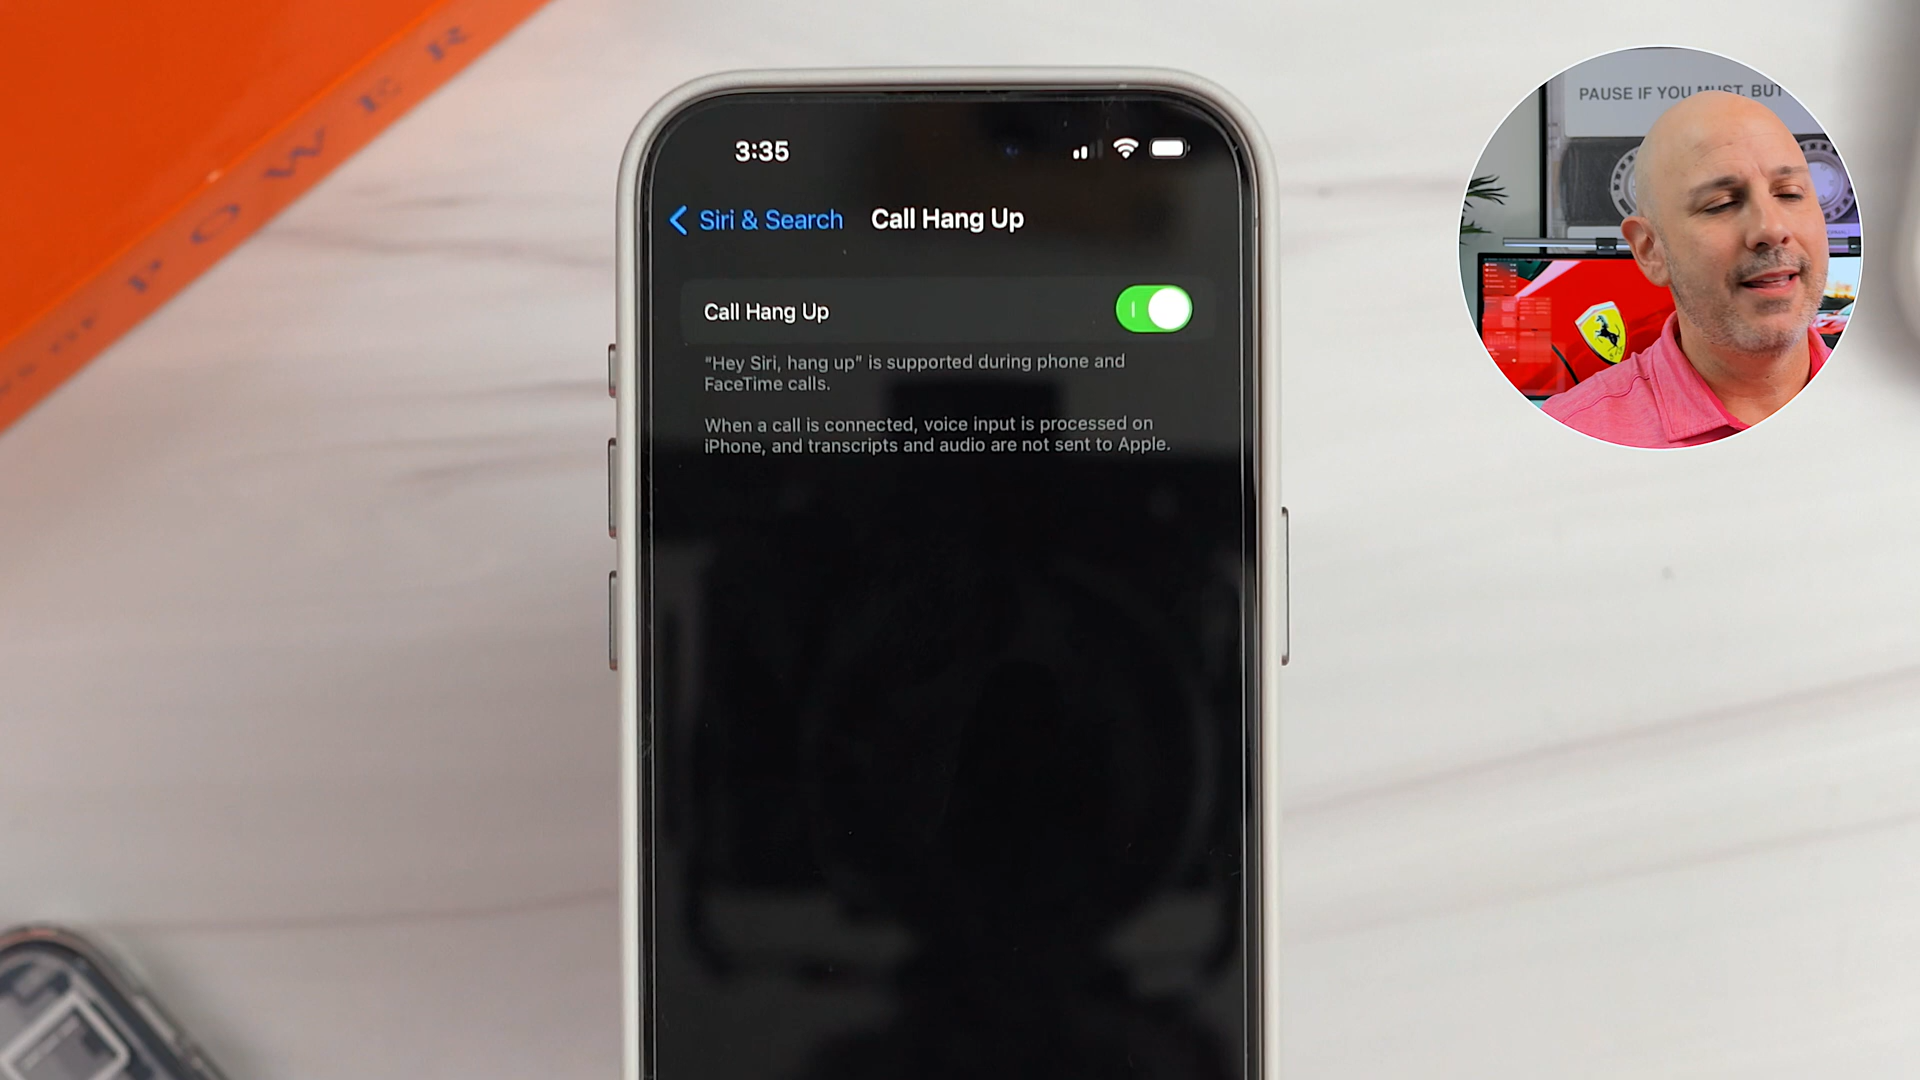 POWER
PAUSE IF YOU MUST, BUT
3:35
Siri & Search
Call Hang Up
Call Hang Up
“Hey Siri, hang up” is supported during phone and
FaceTime calls.
When a call is connected, voice input is processed on
iPhone, and transcripts and audio are not sent to Apple.